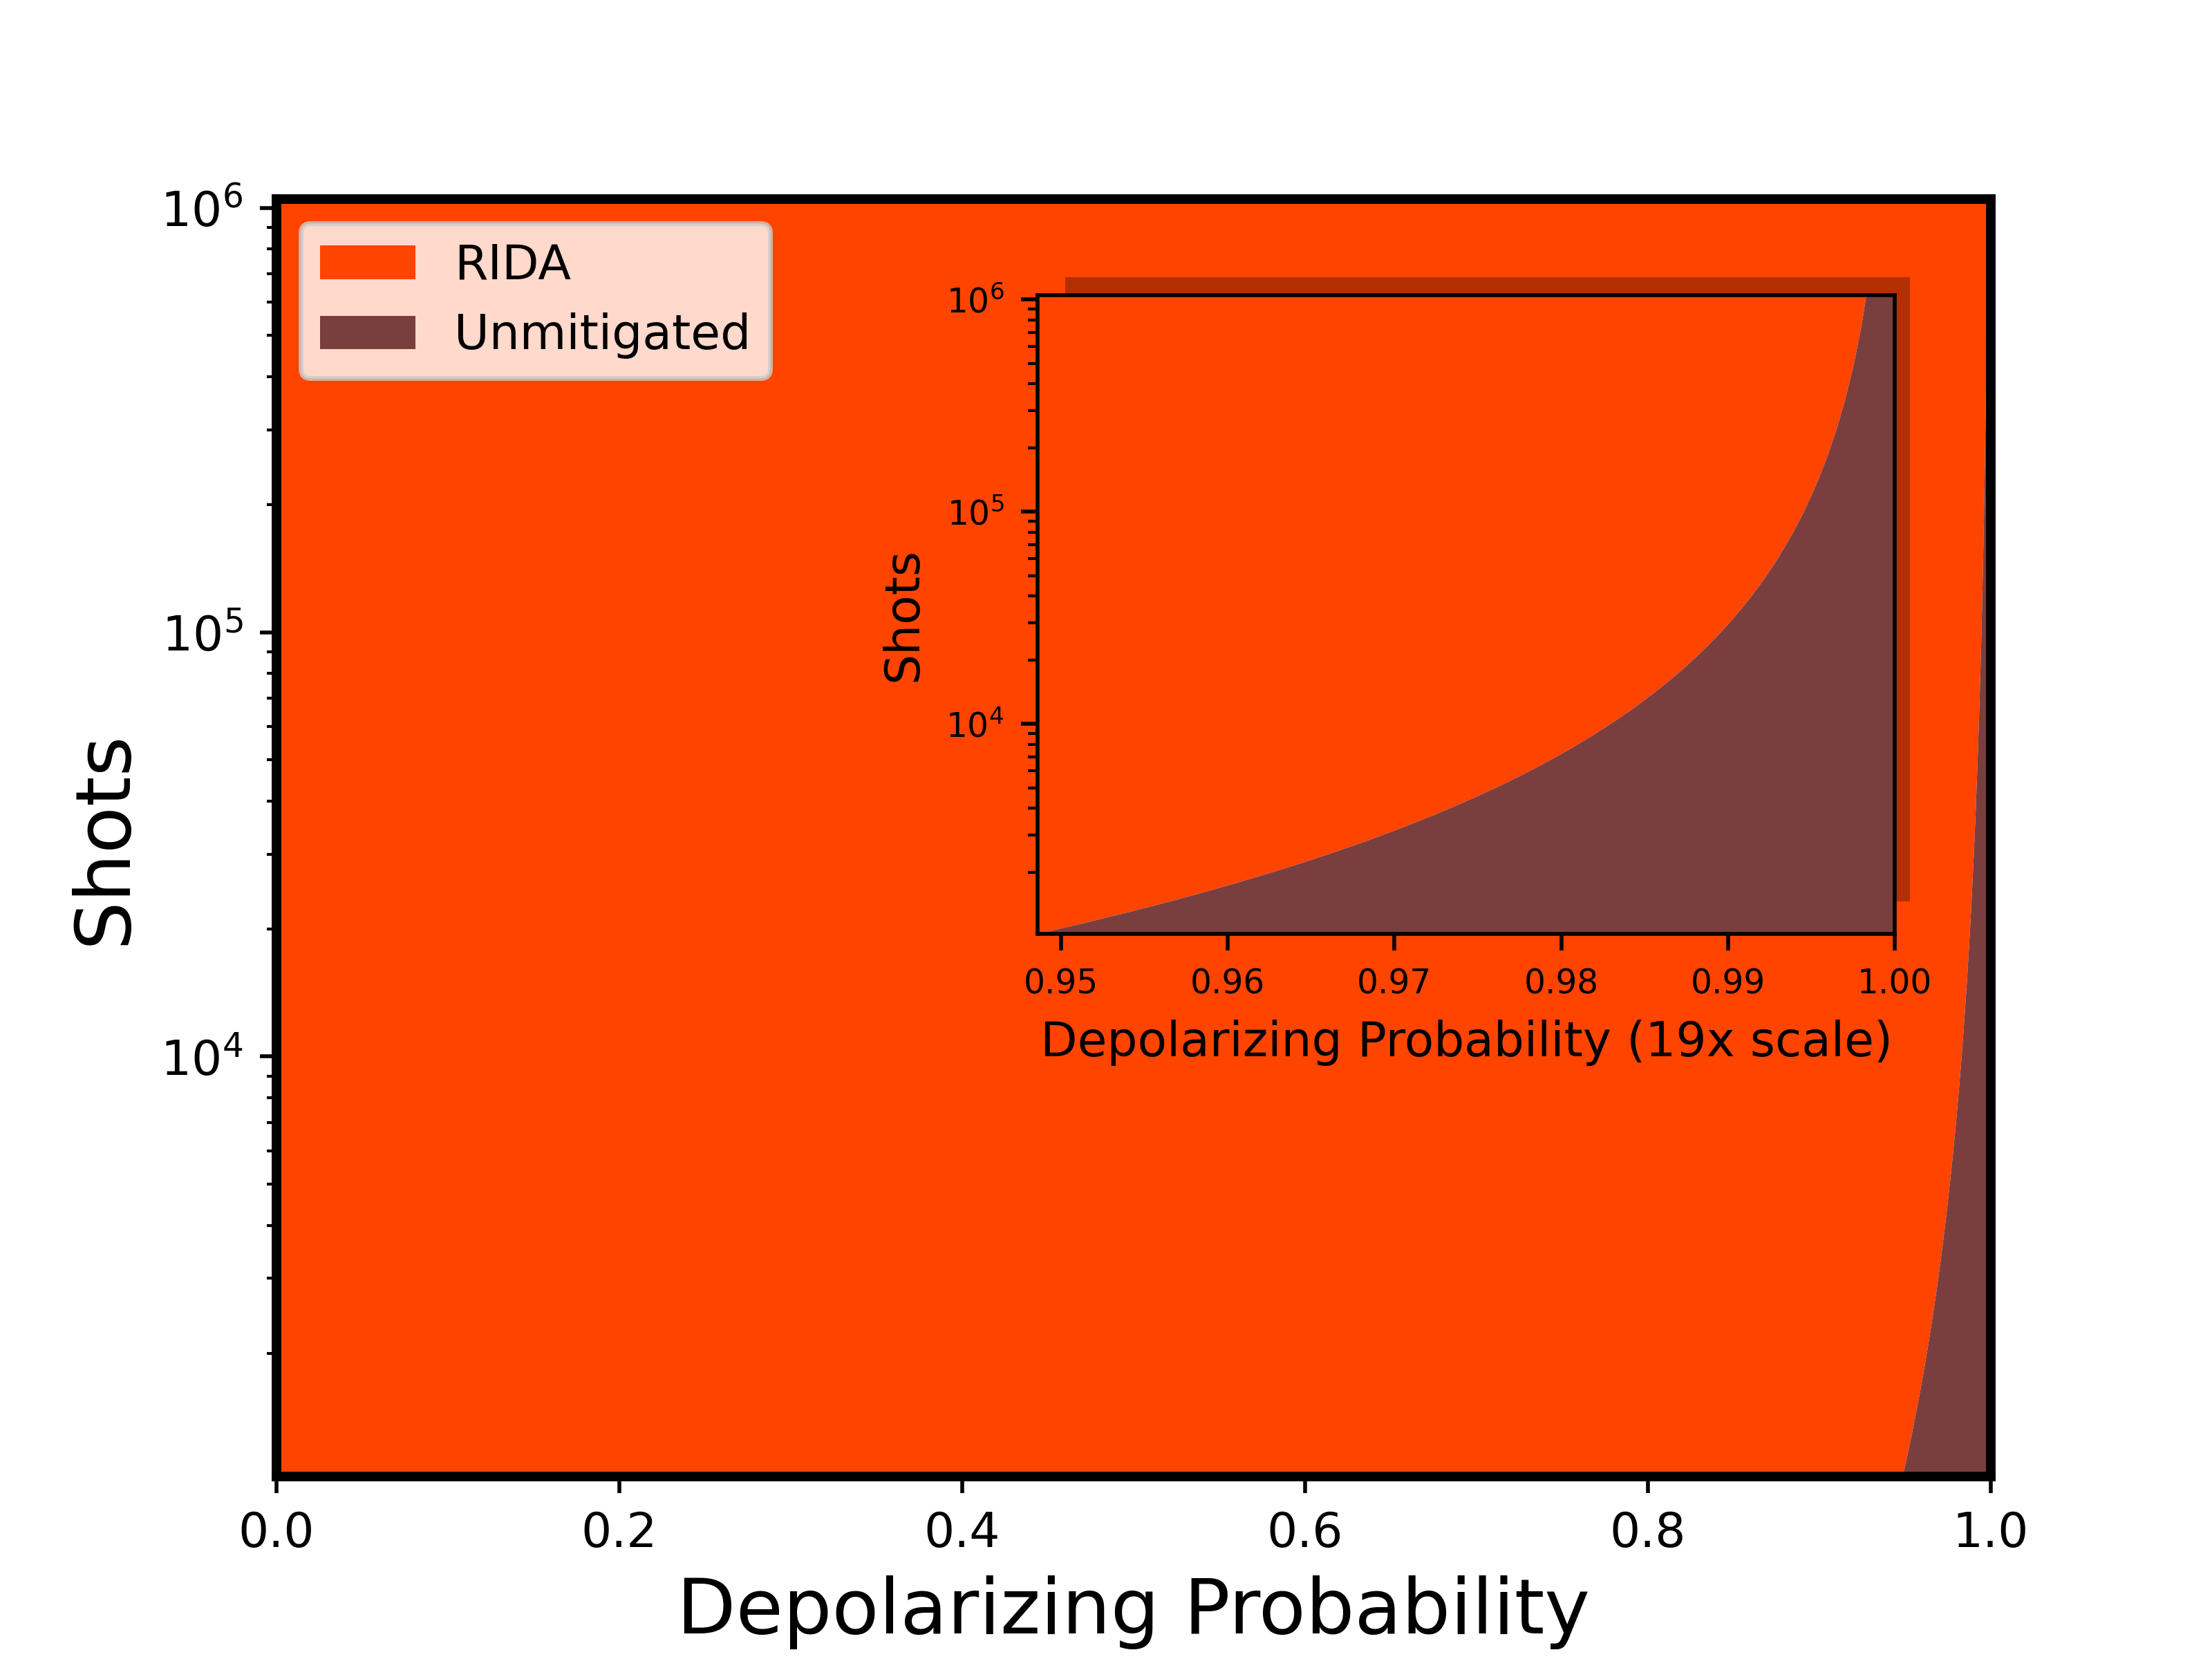 10^6
RIDA
Unmitigated
10^5
10^4
Shots
10^6
10^5
10^4
Shots
0.95 0.96 0.97 0.98 0.99 1.00
Depolarizing Probability (19x scale)
0.0 0.2 0.4 0.6 0.8 1.0
Depolarizing Probability